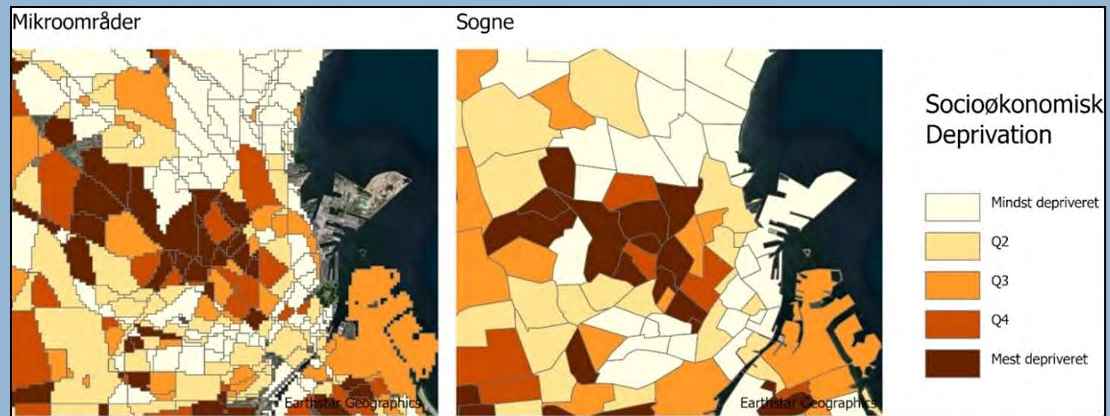 Mikroområder
Sogne
Socioøkonomisk
Deprivation
Mindst depriveret
Q2
Q3
Q4
Mest depriveret
Earthstar Geographics
Earthstar Geographics